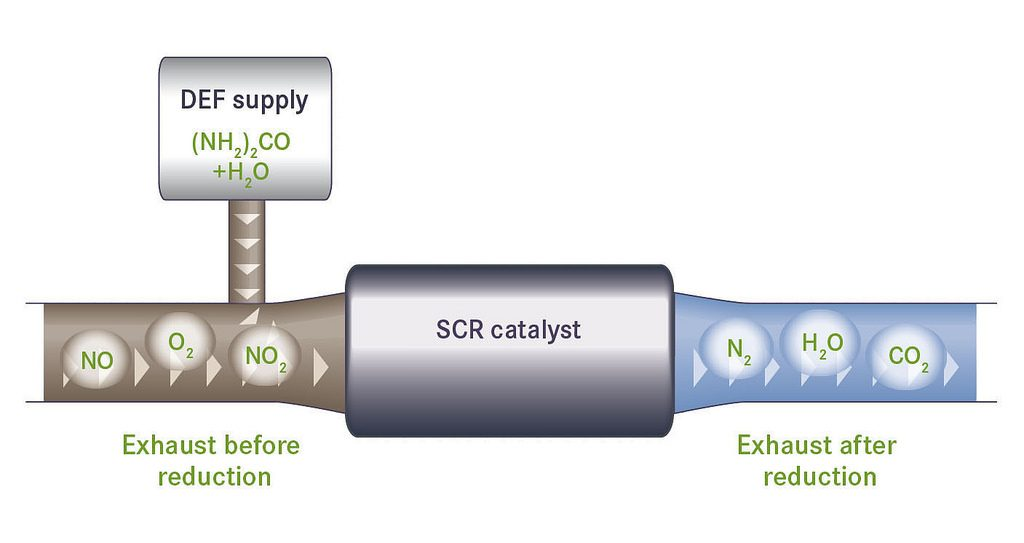 DEF supply
(NH₂)₂CO
+H₂O
SCR catalyst
NO
O₂
NO₂
N₂
H₂O
CO₂
Exhaust before
reduction
Exhaust after
reduction